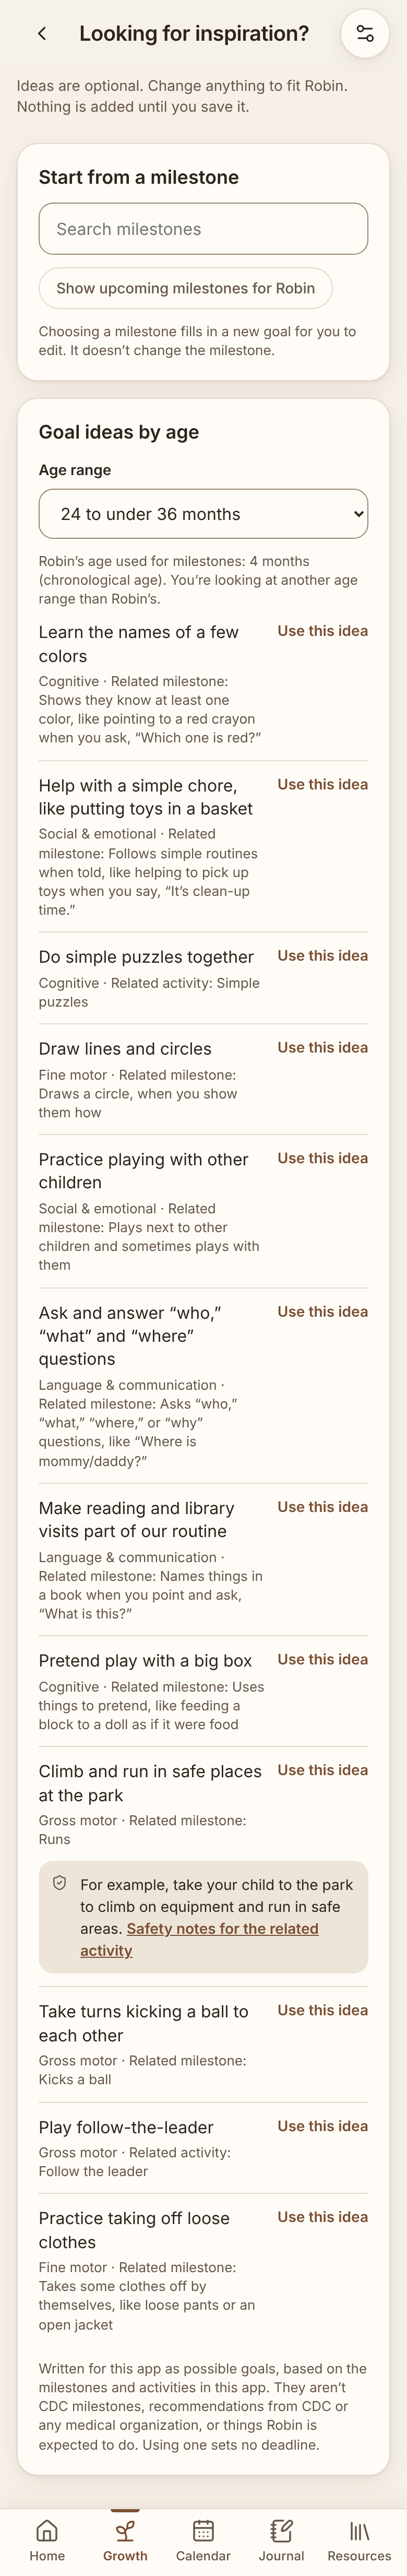 Looking for inspiration?
Ideas are optional. Change anything to fit Robin.
Nothing is added until you save it.
Start from a milestone
Search milestones
Show upcoming milestones for Robin
Choosing a milestone fills in a new goal for you to
edit. It doesn’t change the milestone.
Goal ideas by age
Age range
24 to under 36 months
Robin’s age used for milestones: 4 months
(chronological age). You’re looking at another age
range than Robin’s.
Learn the names of a few
colors
Use this idea
Cognitive · Related milestone:
Shows they know at least one
color, like pointing to a red crayon
when you ask, “Which one is red?”
Help with a simple chore,
like putting toys in a basket
Use this idea
Social & emotional · Related
milestone: Follows simple routines
when told, like helping to pick up
toys when you say, “It’s clean-up
time.”
Do simple puzzles together
Use this idea
Cognitive · Related activity: Simple
puzzles
Draw lines and circles
Use this idea
Fine motor · Related milestone:
Draws a circle, when you show
them how
Practice playing with other
children
Use this idea
Social & emotional · Related
milestone: Plays next to other
children and sometimes plays with
them
Ask and answer “who,”
“what” and “where”
questions
Use this idea
Language & communication ·
Related milestone: Asks “who,”
“what,” “where,” or “why”
questions, like “Where is
mommy/daddy?”
Make reading and library
visits part of our routine
Use this idea
Language & communication ·
Related milestone: Names things in
a book when you point and ask,
“What is this?”
Pretend play with a big box
Use this idea
Cognitive · Related milestone: Uses
things to pretend, like feeding a
block to a doll as if it were food
Climb and run in safe places
at the park
Use this idea
Gross motor · Related milestone:
Runs
For example, take your child to the park
to climb on equipment and run in safe
areas. Safety notes for the related
activity
Take turns kicking a ball to
each other
Use this idea
Gross motor · Related milestone:
Kicks a ball
Play follow-the-leader
Use this idea
Gross motor · Related activity:
Follow the leader
Practice taking off loose
clothes
Use this idea
Fine motor · Related milestone:
Takes some clothes off by
themselves, like loose pants or an
open jacket
Written for this app as possible goals, based on the
milestones and activities in this app. They aren’t
CDC milestones, recommendations from CDC or
any medical organization, or things Robin is
expected to do. Using one sets no deadline.
Home
Growth
Calendar
Journal
Resources